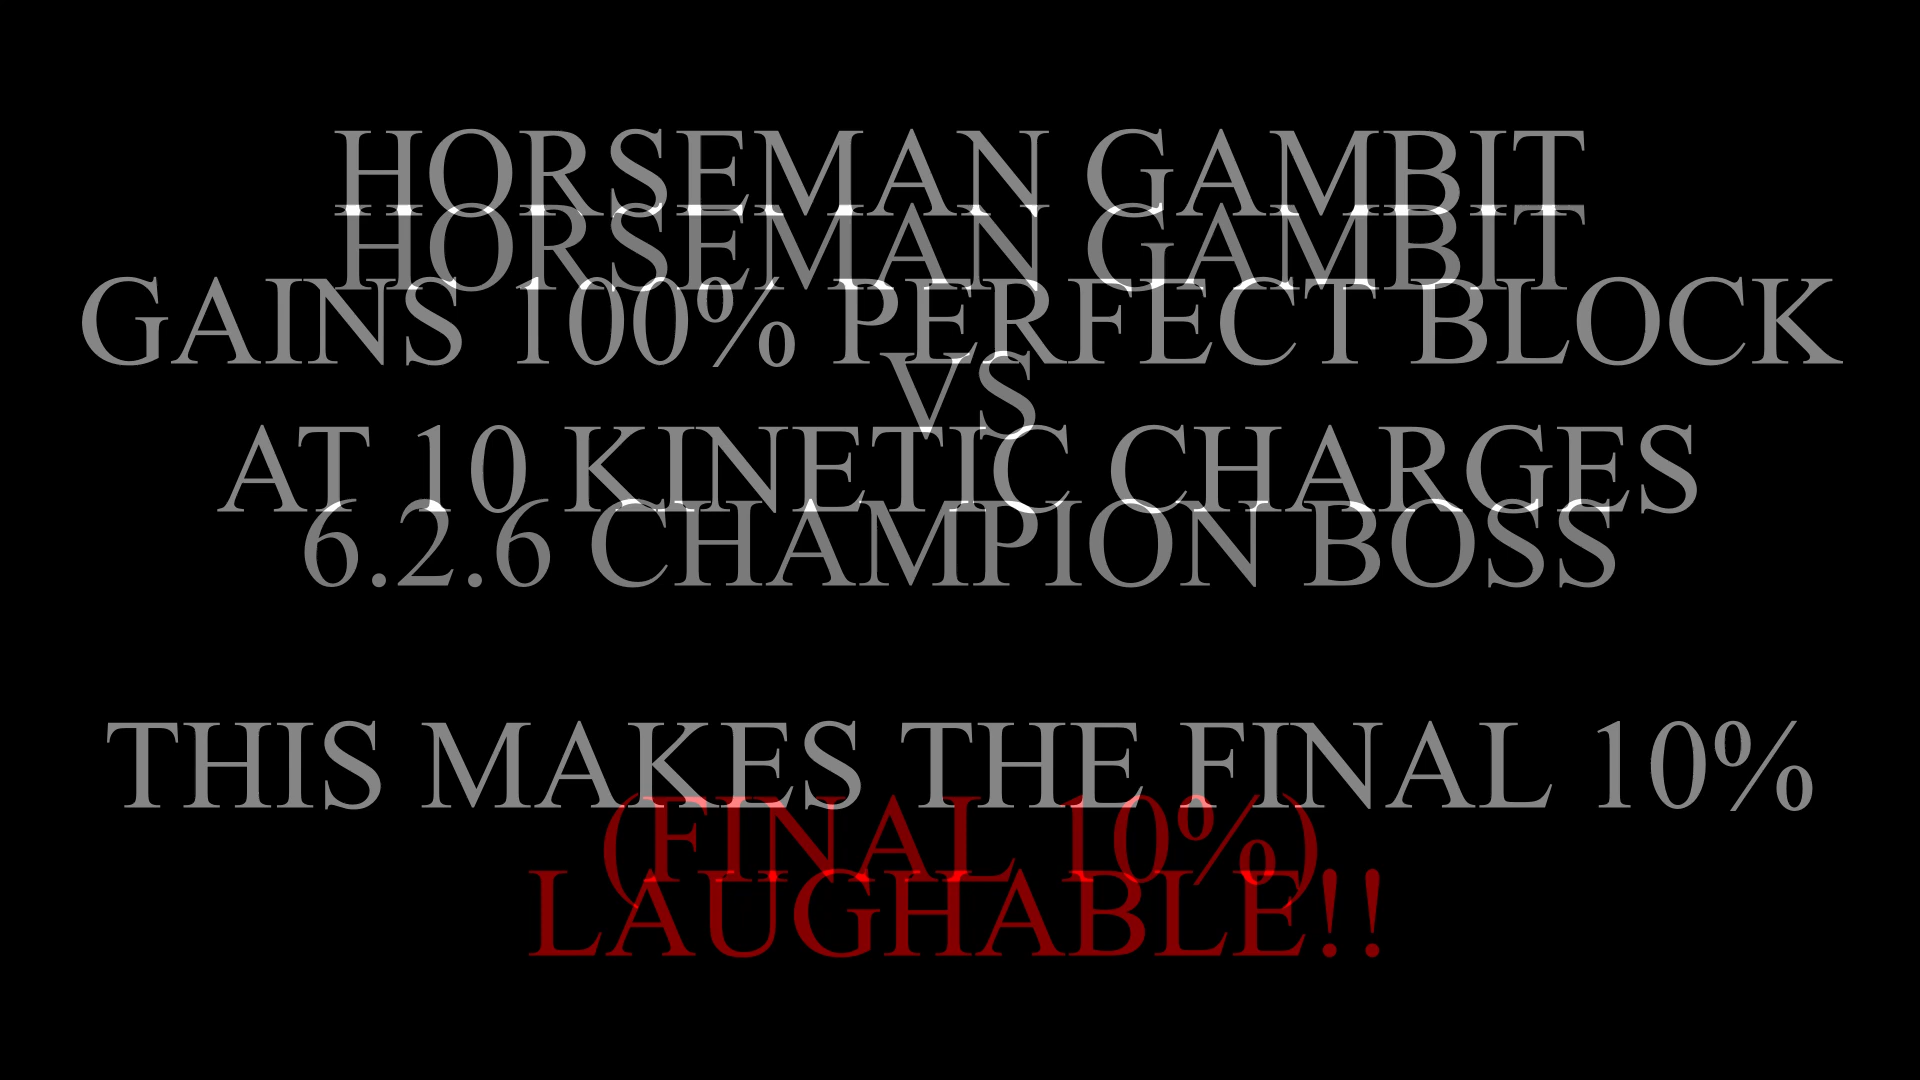 HORSEMAN GAMBIT
HORSEMAN GAMBIT
GAINS 100% PERFECT BLOCK
VS
AT 10 KINETIC CHARGES
6.2.6 CHAMPION BOSS
THIS MAKES THE FINAL 10%
(FINAL 10%)
LAUGHABLE!!